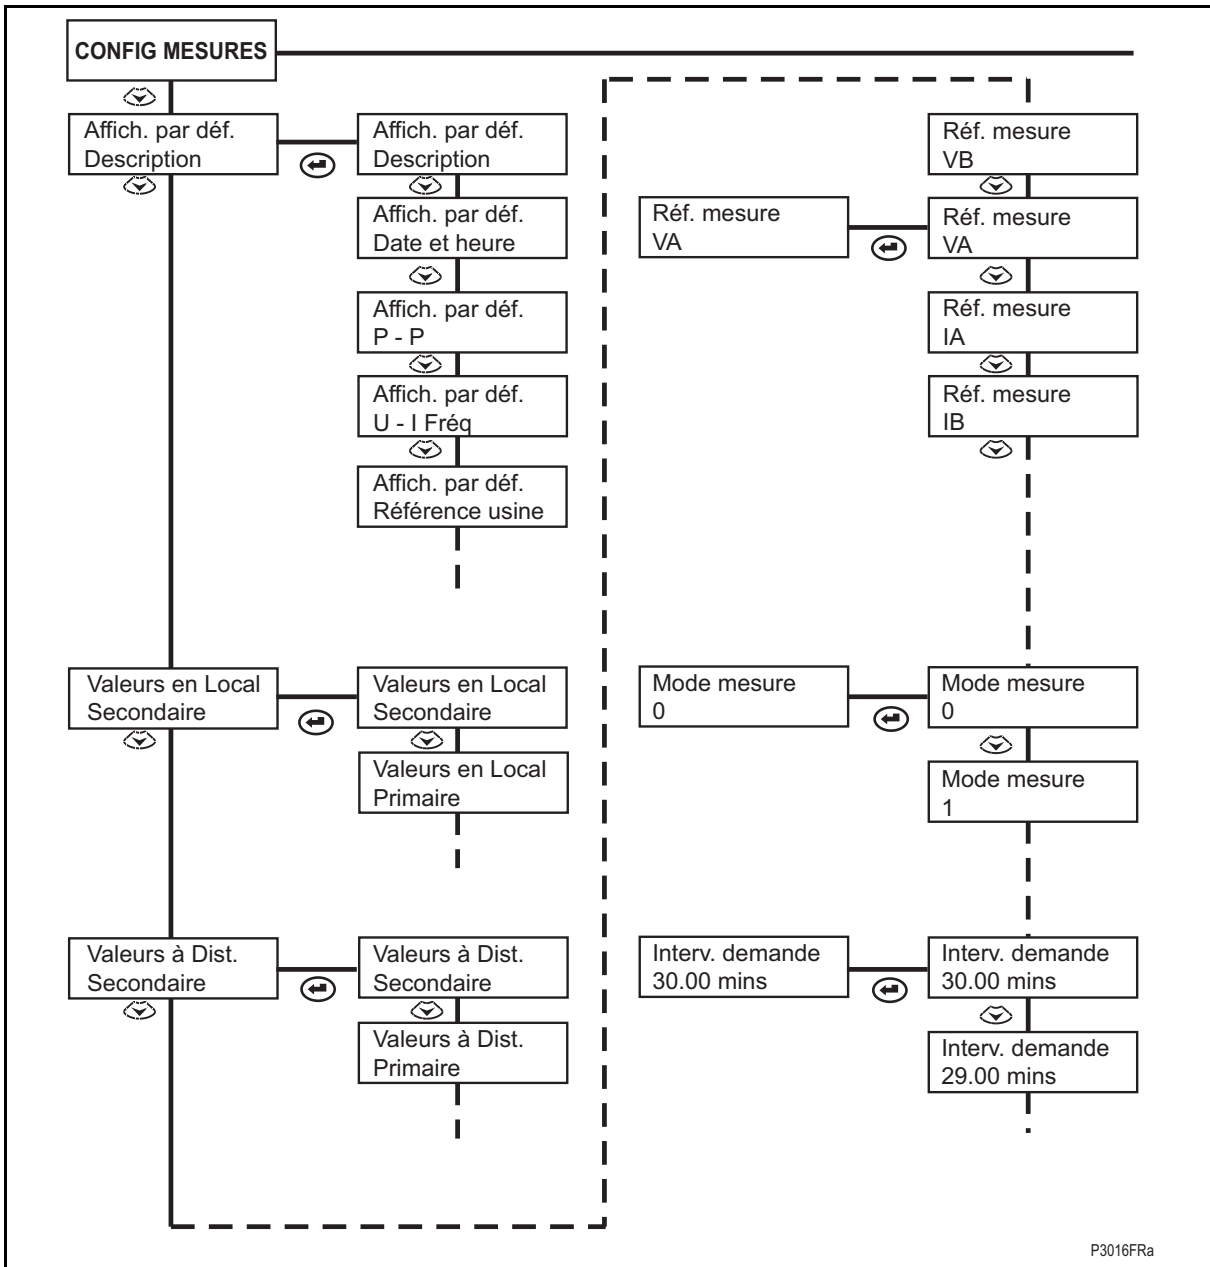 CONFIG MESURES
Affich. par déf.
Description
Affich. par déf.
Description
Affich. par déf.
Date et heure
Affich. par déf.
P - P
Affich. par déf.
U - I Fréq
Affich. par déf.
Référence usine
Valeurs en Local
Secondaire
Valeurs en Local
Secondaire
Valeurs en Local
Primaire
Valeurs à Dist.
Secondaire
Valeurs à Dist.
Secondaire
Valeurs à Dist.
Primaire
Réf. mesure
VB
Réf. mesure
VA
Réf. mesure
VA
Réf. mesure
IA
Réf. mesure
IB
Mode mesure
0
Mode mesure
0
Mode mesure
1
Interv. demande
30.00 mins
Interv. demande
30.00 mins
Interv. demande
29.00 mins
P3016FRa